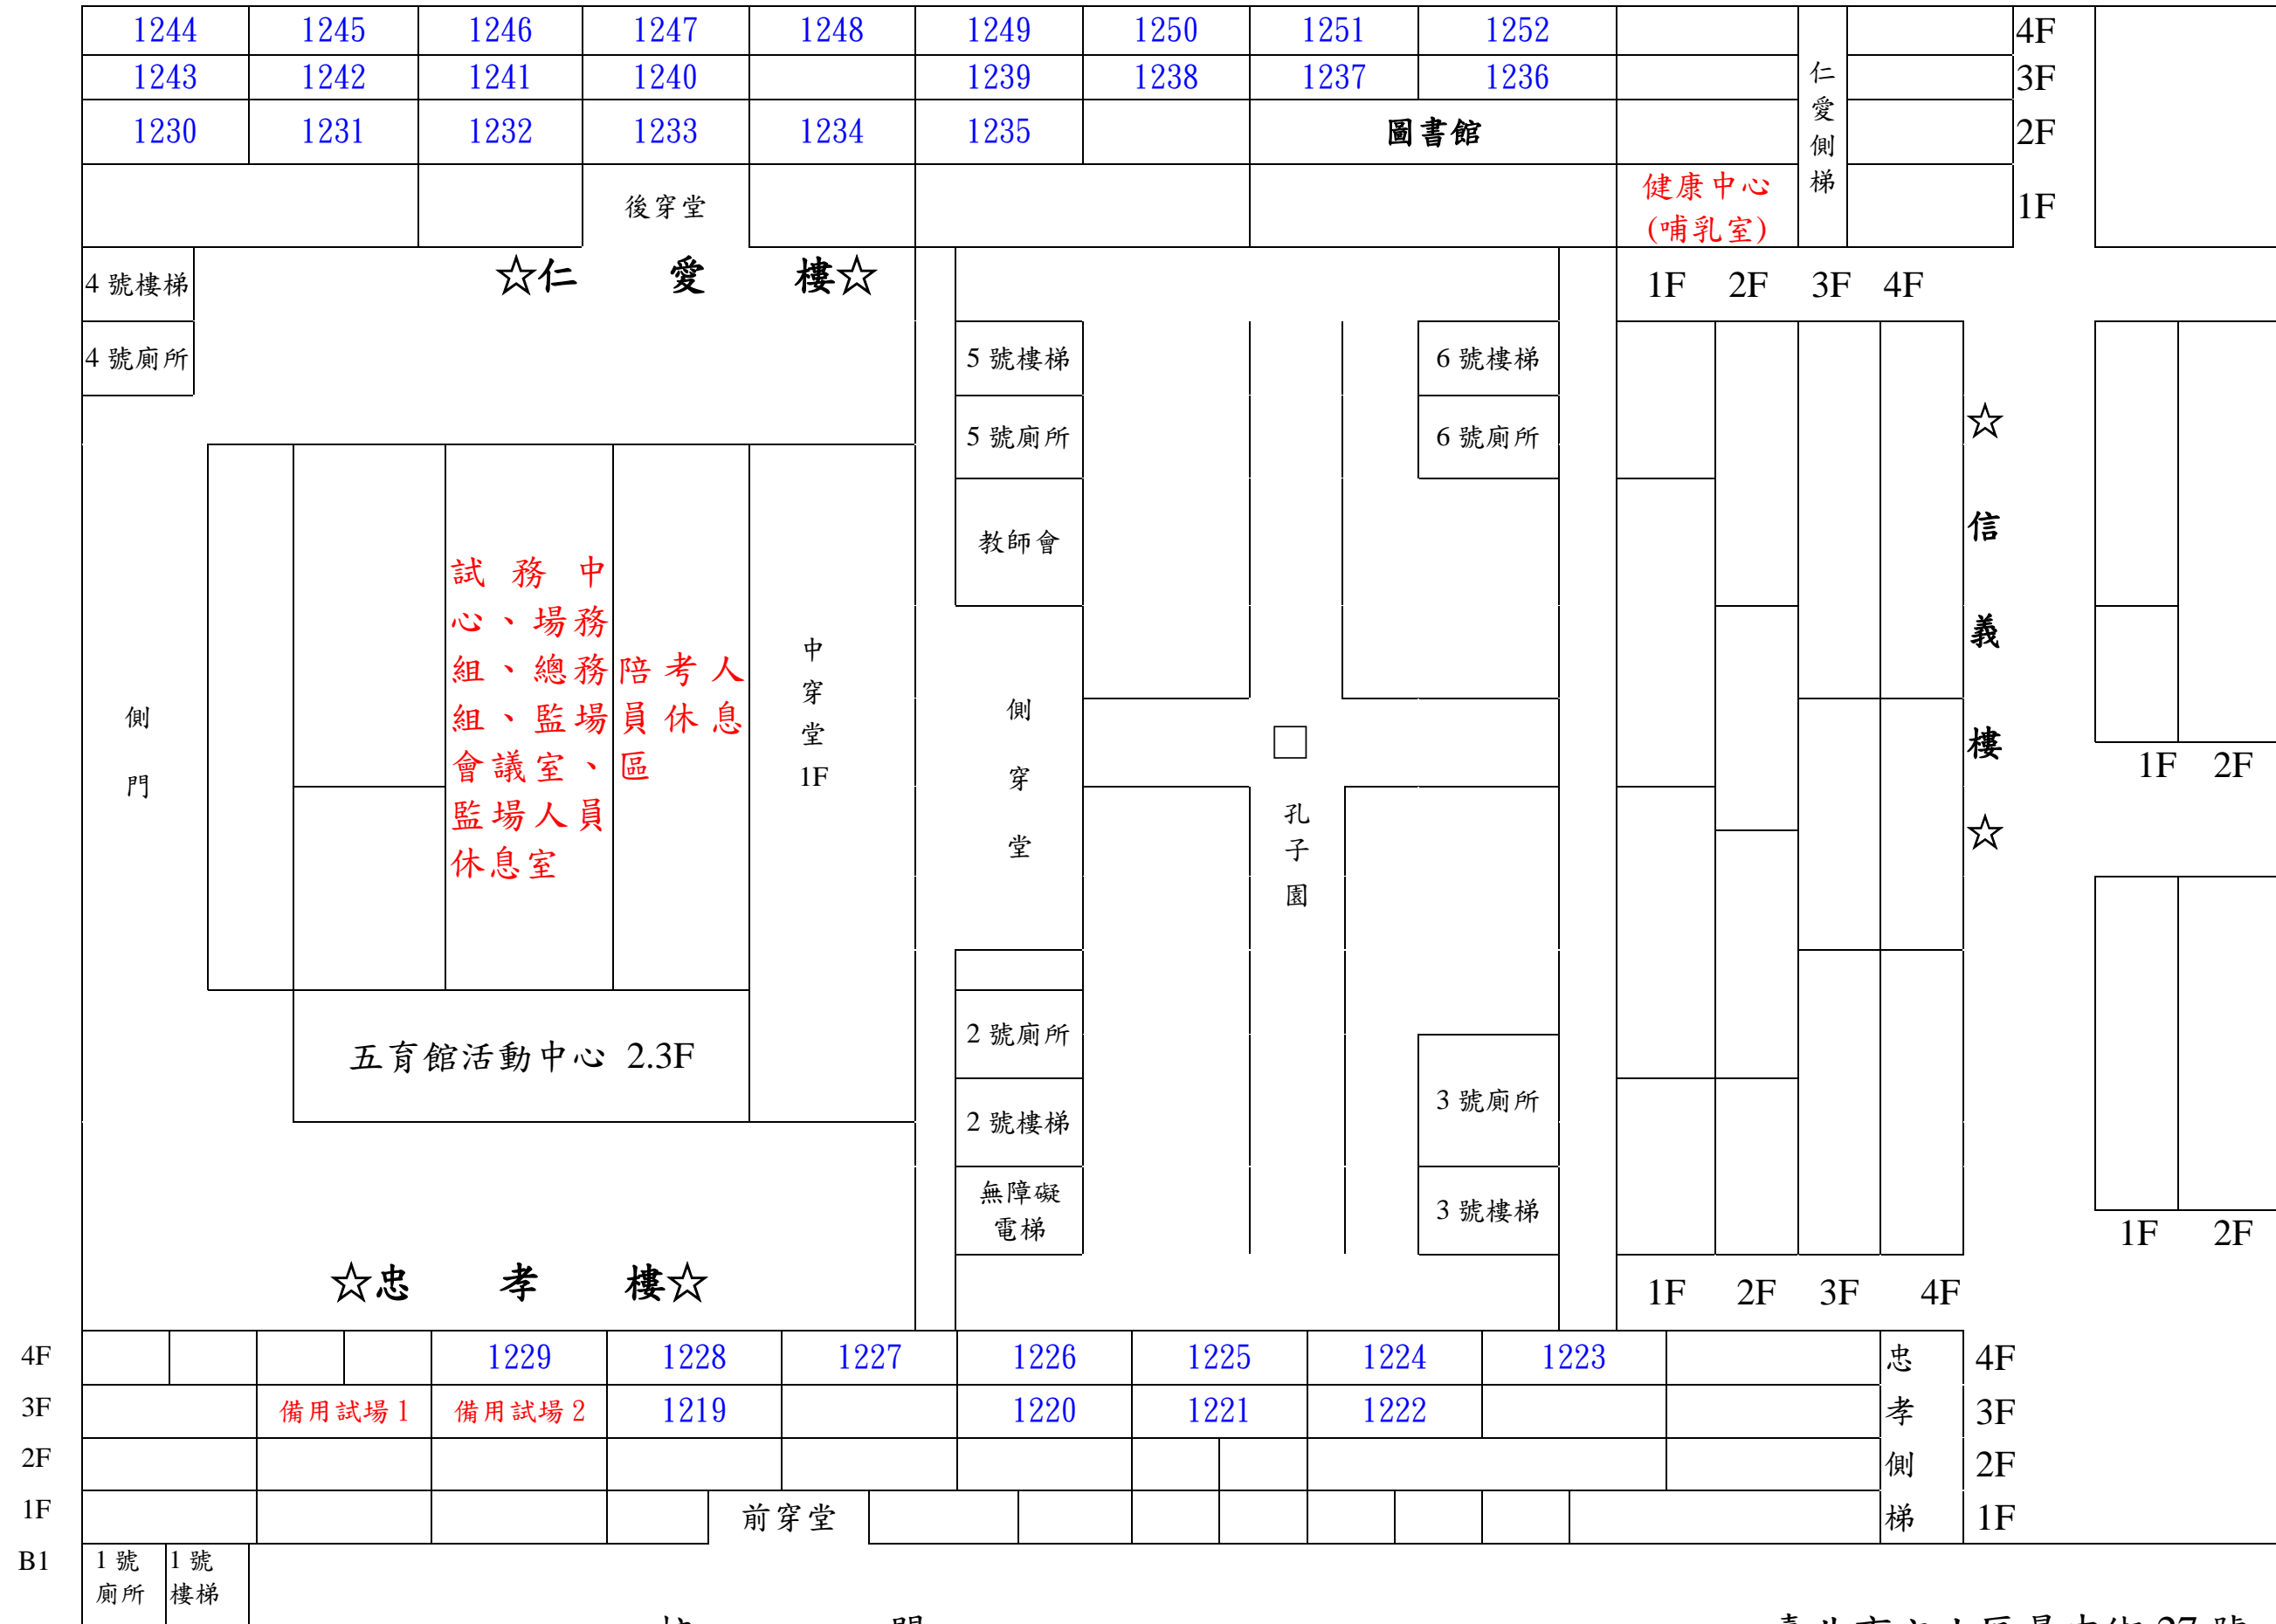 1244 1245 1246 1247 1248 1249 1250 1251 1252 4F
1243 1242 1241 1240 1239 1238 1237 1236 3F
1230 1231 1232 1233 1234 1235 圖書館 2F
後穿堂 健康中心 1F
(哺乳室)
仁愛側梯
4 號樓梯 ☆仁 愛 樓☆ 1F 2F 3F 4F
4 號廁所 5 號樓梯 6 號樓梯
5 號廁所 6 號廁所
教師會
☆信義樓☆
側門
試務中
心、場務
組、總務
組、監場
會議室、
監場人員
休息室
陪考人
員休息
區
中穿堂
1F
側穿堂
孔子園
1F 2F
五育館活動中心 2.3F
2 號廁所
2 號樓梯
3 號廁所
無障礙
電梯
3 號樓梯
1F 2F
☆忠 孝 樓☆ 1F 2F 3F 4F
4F 1229 1228 1227 1226 1225 1224 1223 4F
3F 備用試場 1 備用試場 2 1219 1220 1221 1222 3F
2F 2F
1F 前穿堂 1F
忠孝側梯
B1 1 號 1 號
廁所 樓梯